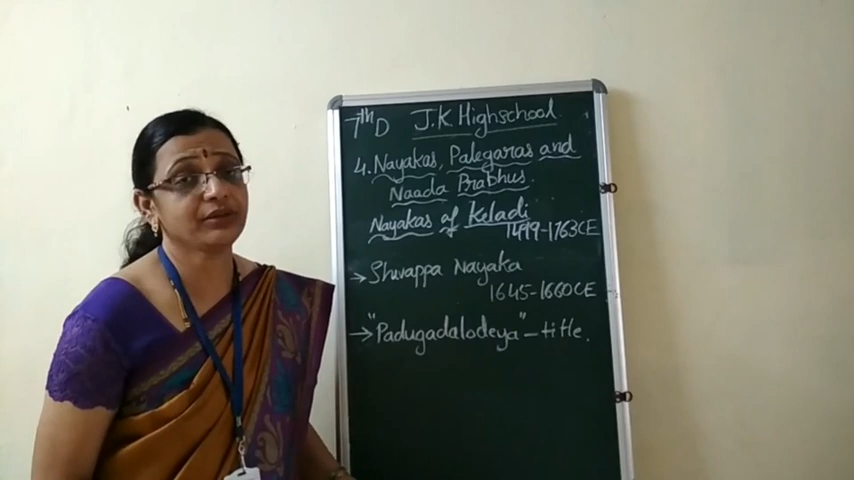 7th D J.K. Highschool
4. Nayakas, Palegaras and
Naada Prabhus.
Nayakas of Keladi
1499-1763CE
→ Shivappa Nayaka
1645-1660CE
→ "Padugadalodeya" - title.